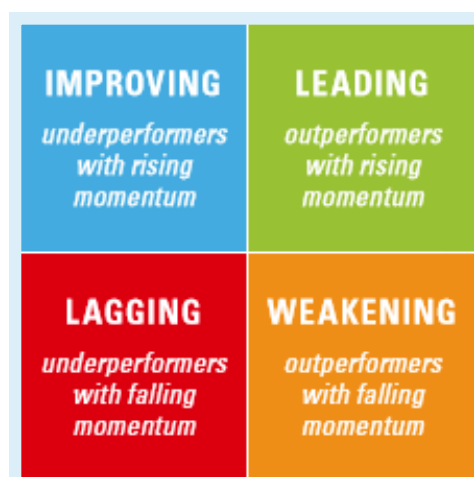 IMPROVING
underperformers
with rising
momentum
LEADING
outperformers
with rising
momentum
LAGGING
underperformers
with falling
momentum
WEAKENING
outperformers
with falling
momentum